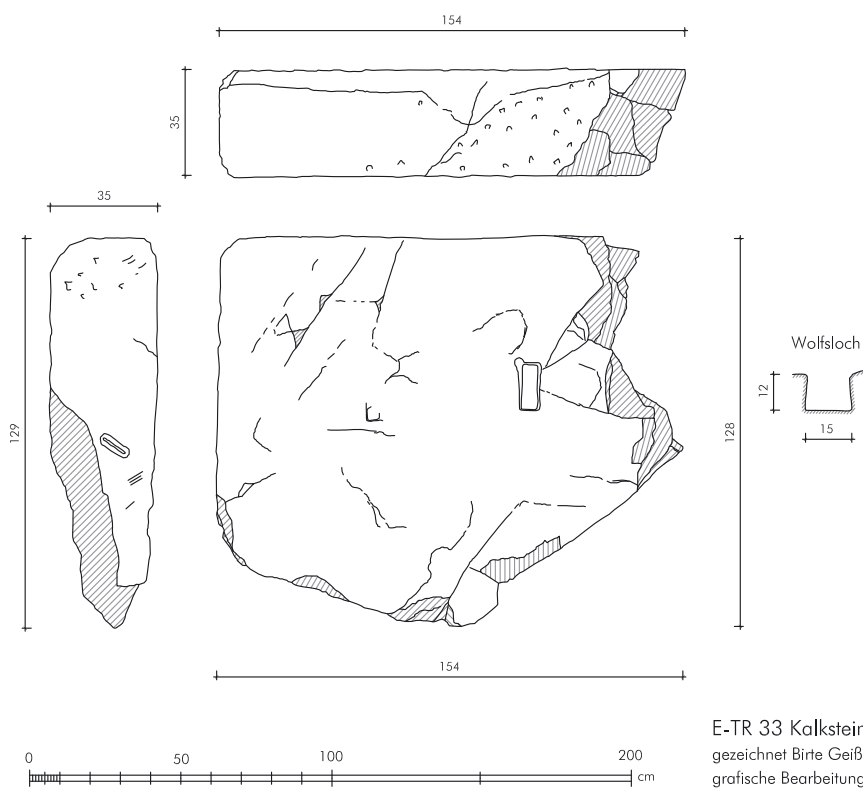 154
35
35
129
128
Wolfsloch
12
15
154
0 50 100 200
cm
E-TR 33 Kalkstein
gezeichnet Birte Geiß
grafische Bearbeitung